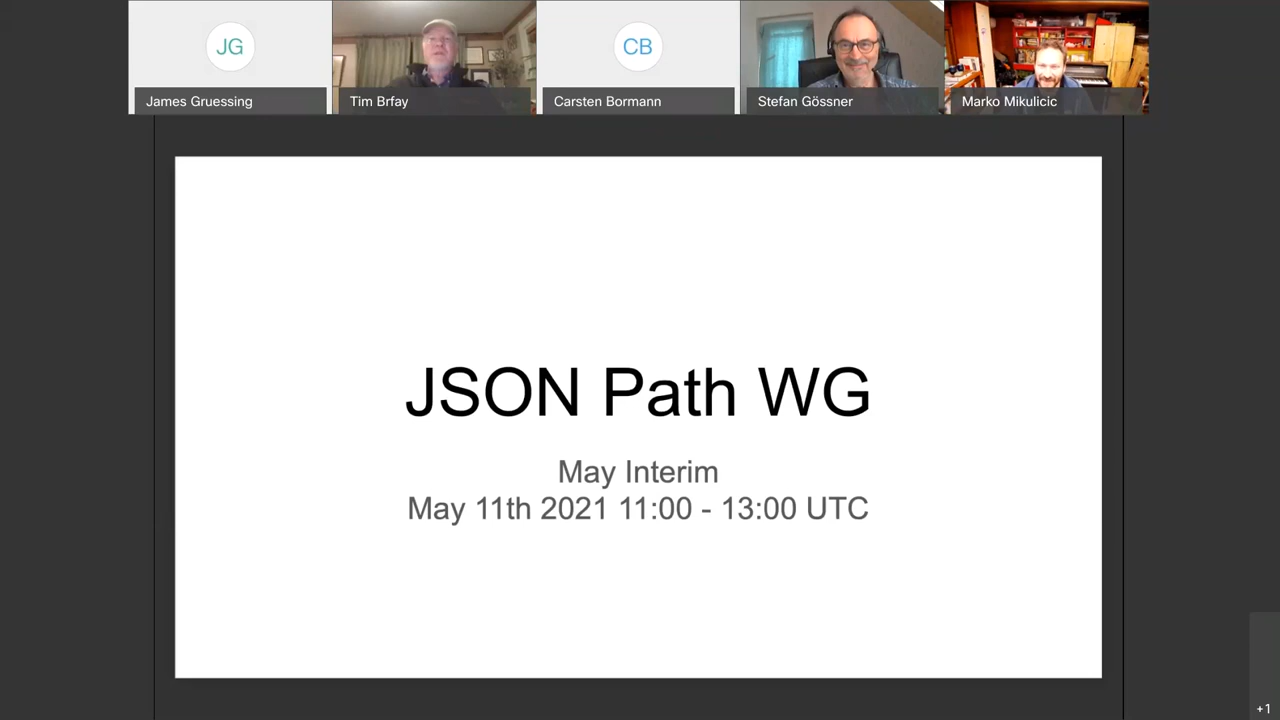 JG
CB
James Gruessing
Tim Brfay
Carsten Bormann
Stefan Gössner
Marko Mikulicic
JSON Path WG
May Interim
May 11th 2021 11:00 - 13:00 UTC
+1